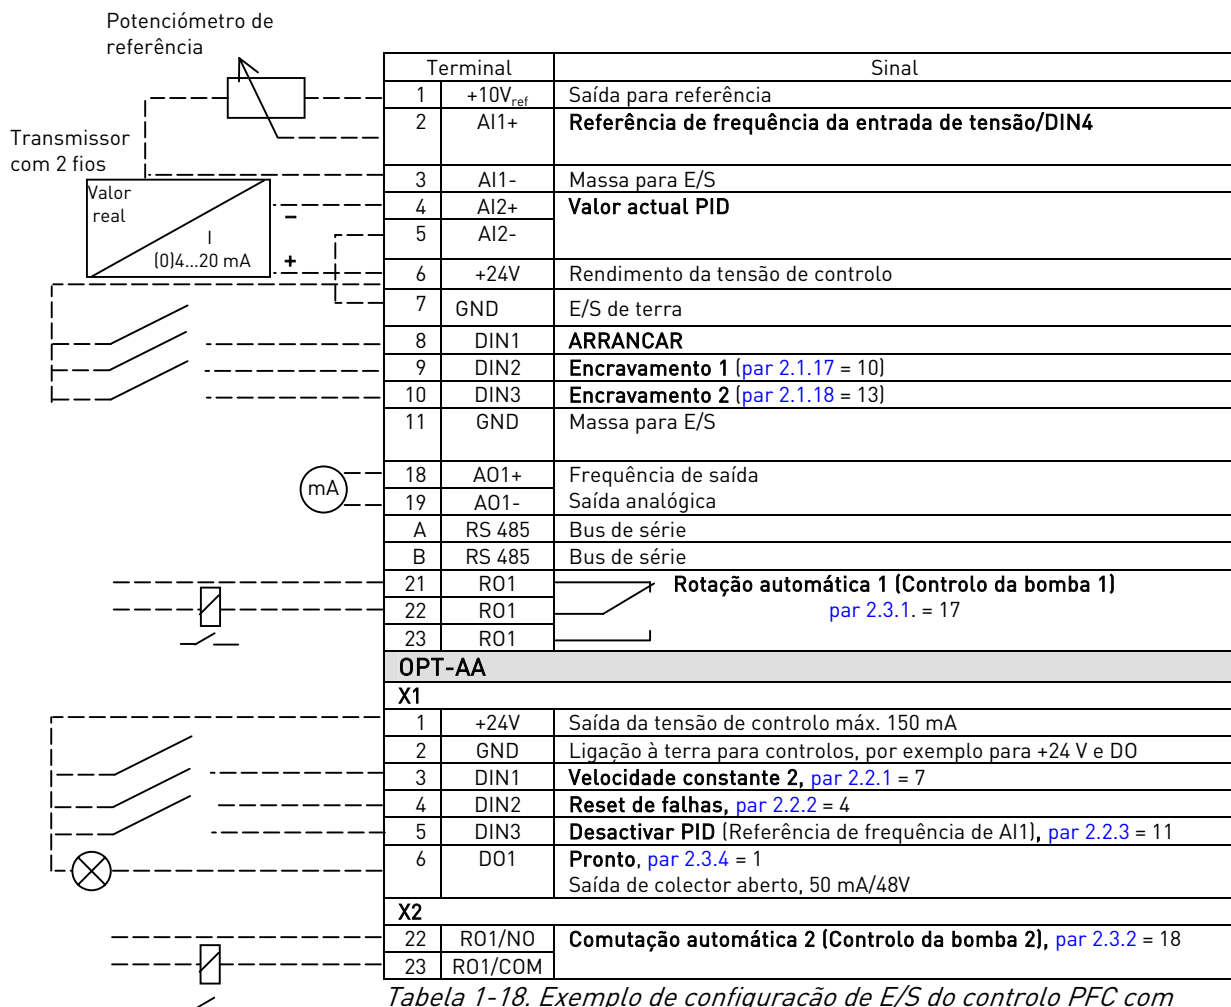 Potenciómetro de
referência
Terminal Sinal
1 +10Vref Saída para referência
2 AI1+ Referência de frequência da entrada de tensão/DIN4
Transmissor
com 2 fios
3 AI1- Massa para E/S
Valor
real
4 AI2+ Valor actual PID
−
5 AI2-
I
(0)4...20 mA
+
6 +24V Rendimento da tensão de controlo
7 GND E/S de terra
8 DIN1 ARRANCAR
9 DIN2 Encravamento 1 (par 2.1.17 = 10)
10 DIN3 Encravamento 2 (par 2.1.18 = 13)
11 GND Massa para E/S
mA
18 AO1+ Frequência de saída
19 AO1- Saída analógica
A RS 485 Bus de série
B RS 485 Bus de série
21 RO1 Rotação automática 1 (Controlo da bomba 1)
22 RO1 par 2.3.1. = 17
23 RO1
OPT-AA
X1
1 +24V Saída da tensão de controlo máx. 150 mA
2 GND Ligação à terra para controlos, por exemplo para +24 V e DO
3 DIN1 Velocidade constante 2, par 2.2.1 = 7
4 DIN2 Reset de falhas, par 2.2.2 = 4
5 DIN3 Desactivar PID (Referência de frequência de AI1), par 2.2.3 = 11
6 DO1 Pronto, par 2.3.4 = 1
Saída de colector aberto, 50 mA/48V
X2
22 RO1/NO Comutação automática 2 (Controlo da bomba 2), par 2.3.2 = 18
23 RO1/COM
Tabela 1-18. Exemplo de configuração de E/S do controlo PFC com